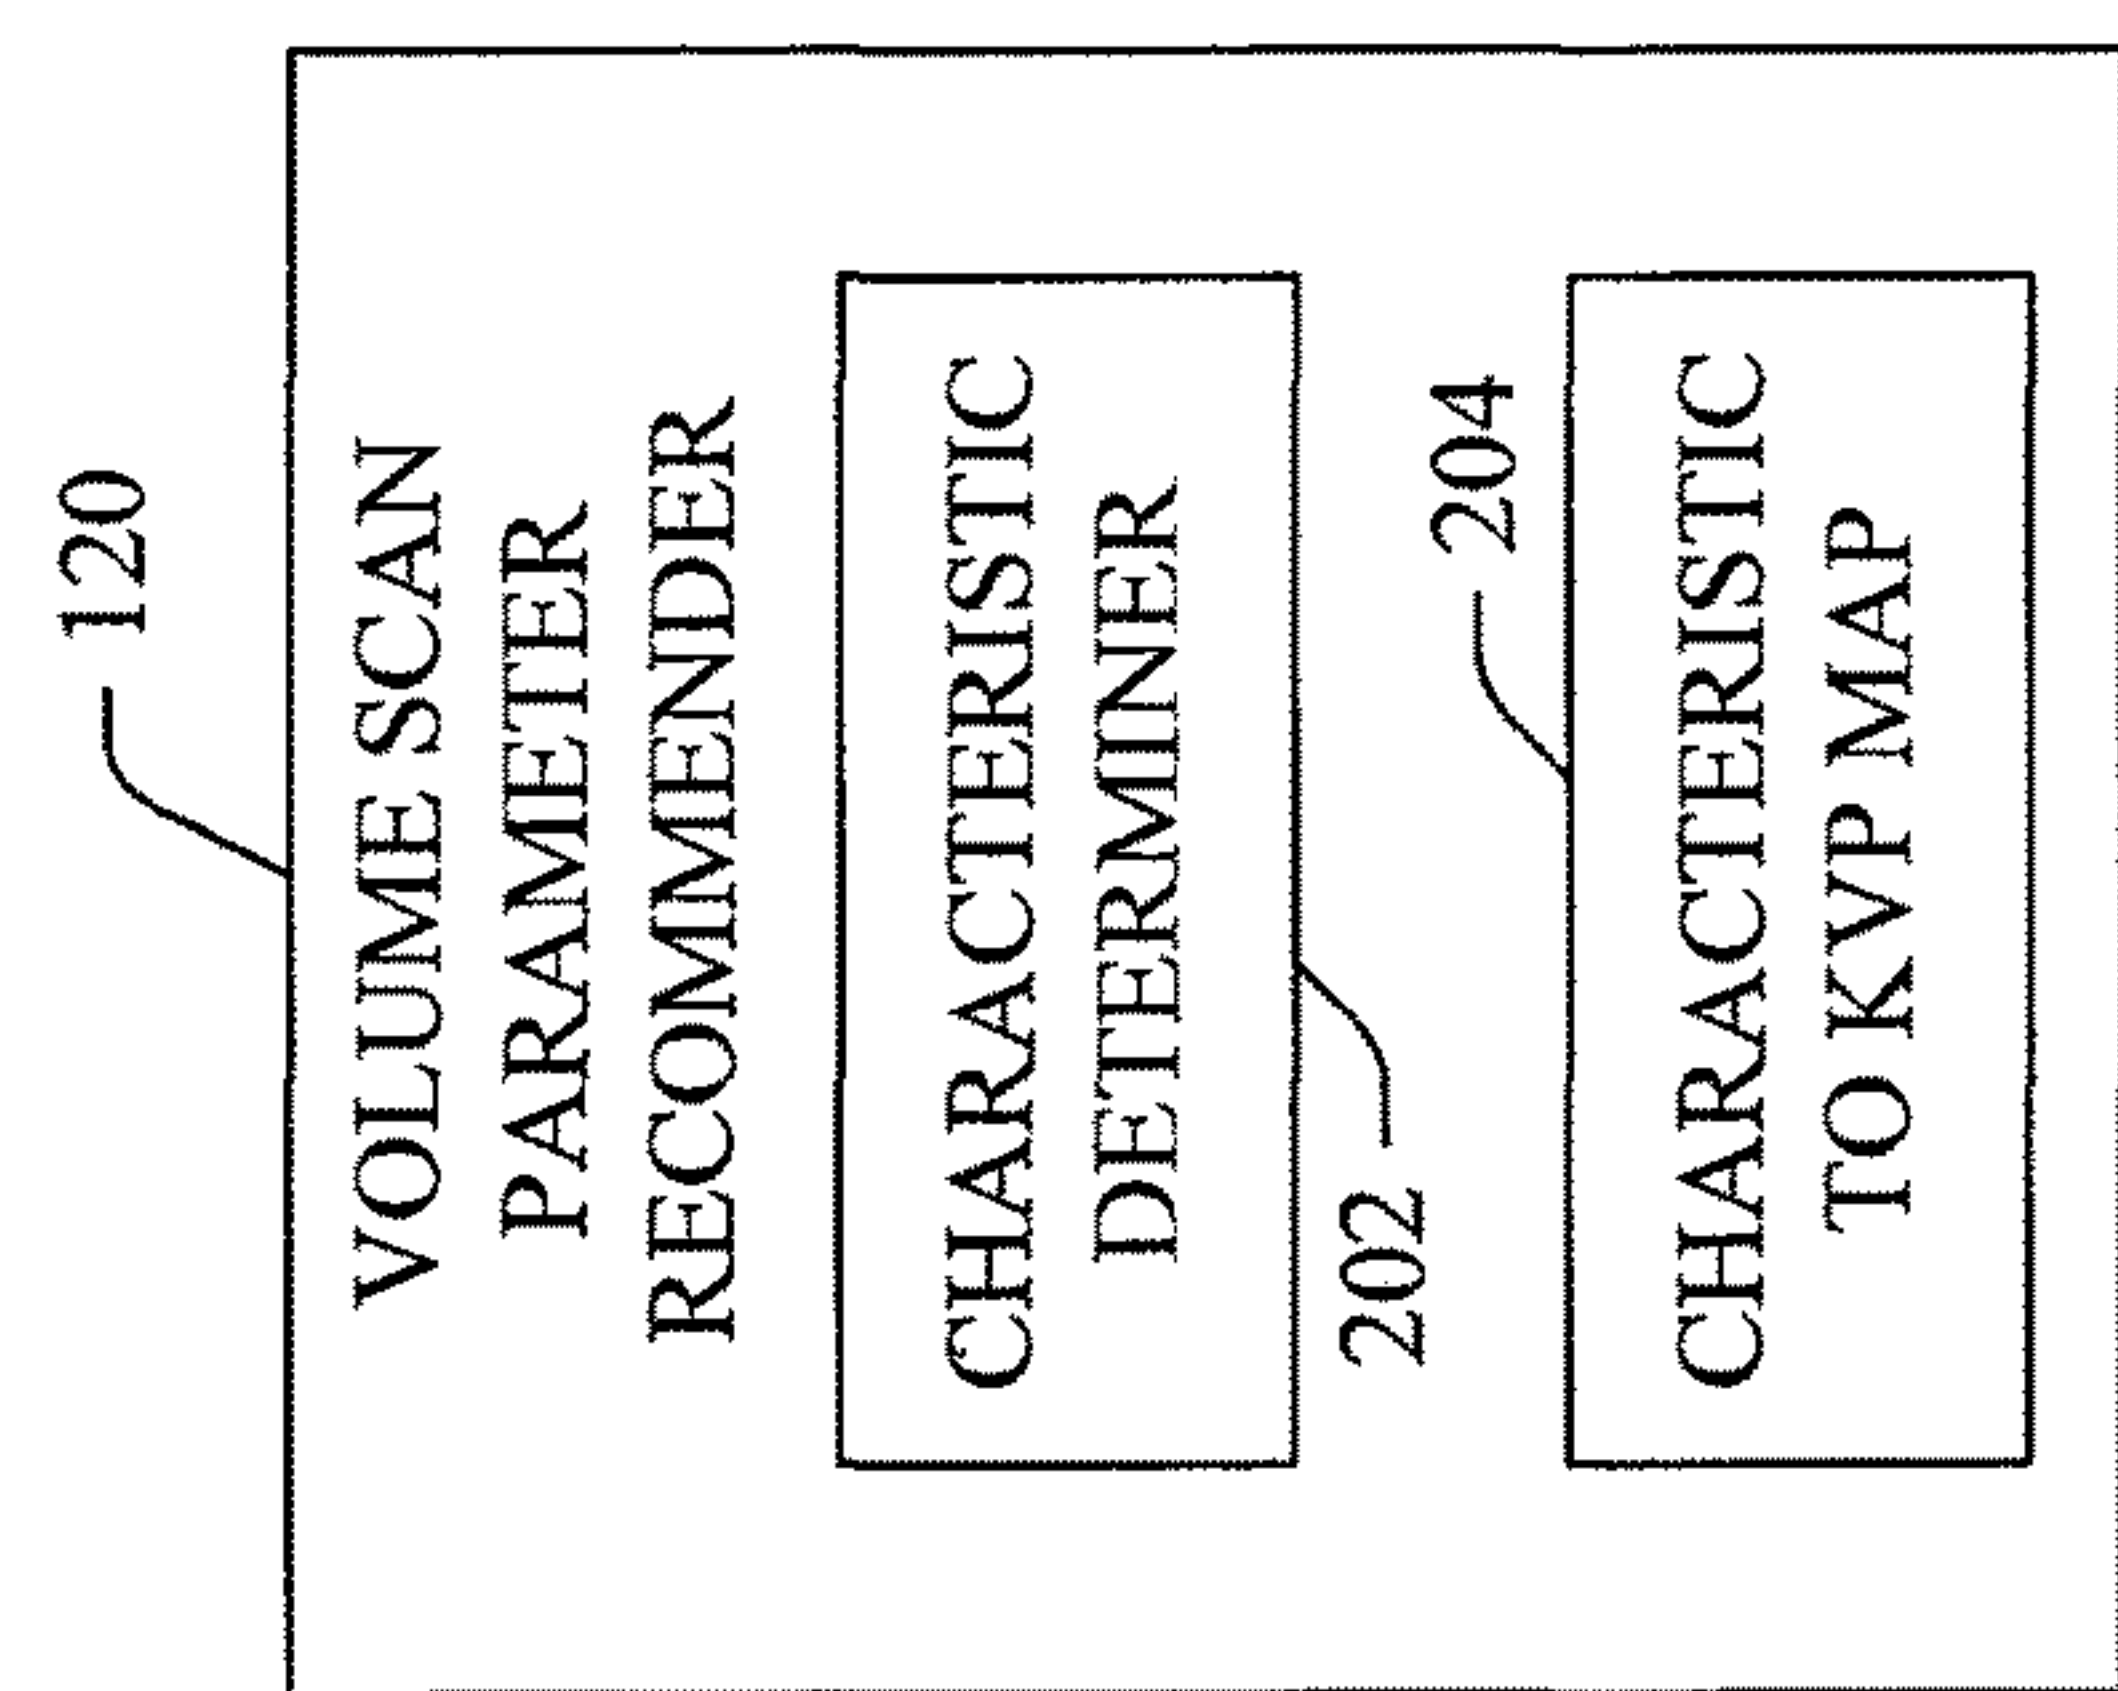 120
VOLUME SCAN
PARAMETER
RECOMMENDER
CHARACTERISTIC
DETERMINER
202
204
CHARACTERISTIC
TO KVP MAP